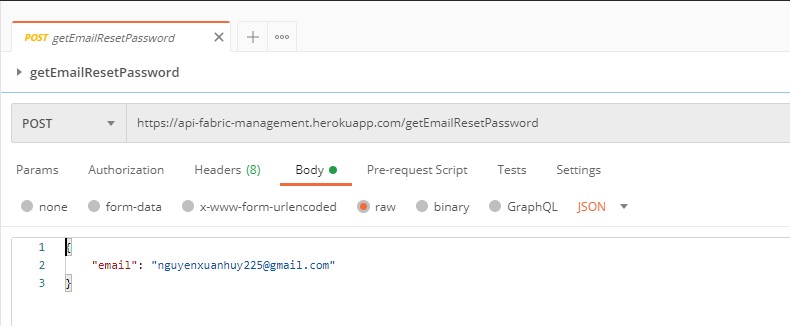 POST getEmailResetPassword
getEmailResetPassword
POST https://api-fabric-management.herokuapp.com/getEmailResetPassword
Params Authorization Headers (8) Body Pre-request Script Tests Settings
none form-data x-www-form-urlencoded raw binary GraphQL JSON
1 {
2 "email": "nguyenxuanhuy225@gmail.com"
3 }